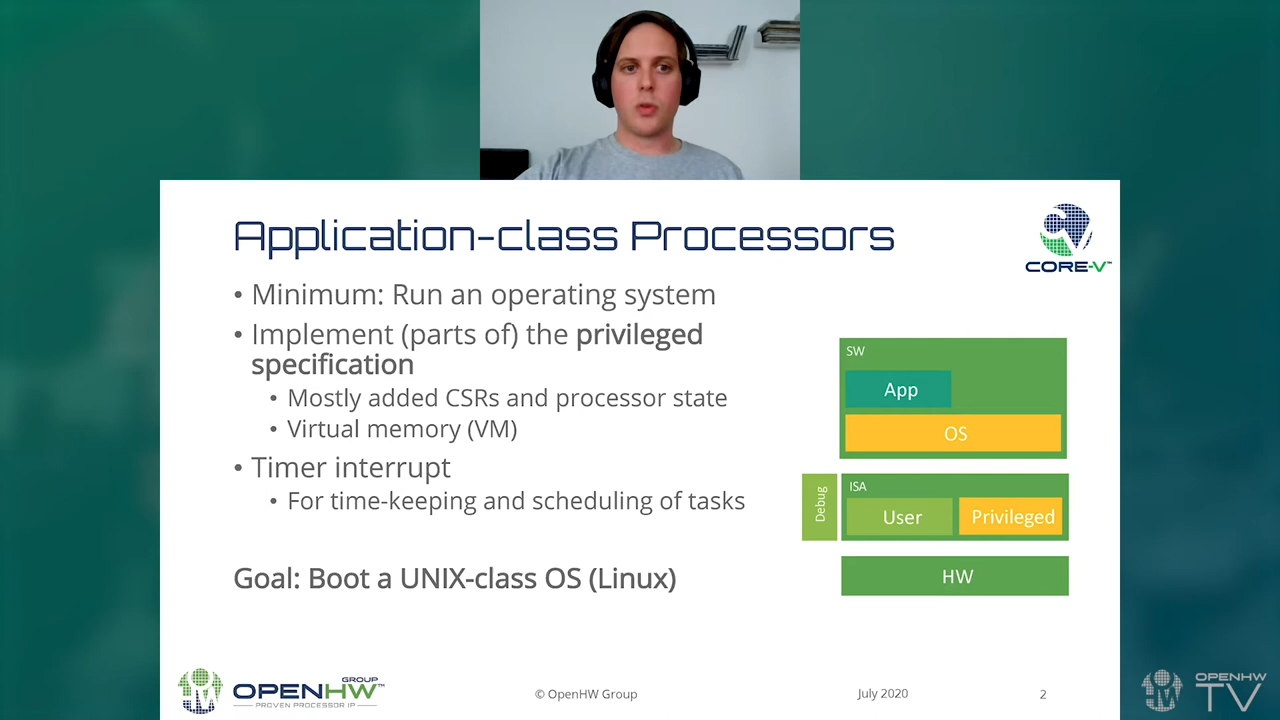 Application-class Processors
CORE-V™
• Minimum: Run an operating system
• Implement (parts of) the privileged
specification
• Mostly added CSRs and processor state
• Virtual memory (VM)
• Timer interrupt
• For time-keeping and scheduling of tasks
Goal: Boot a UNIX-class OS (Linux)
SW
App
OS
Debug
ISA
User
Privileged
HW
GROUP
OPENHW™
PROVEN PROCESSOR IP
© OpenHW Group
July 2020
2
OPENHW
TV